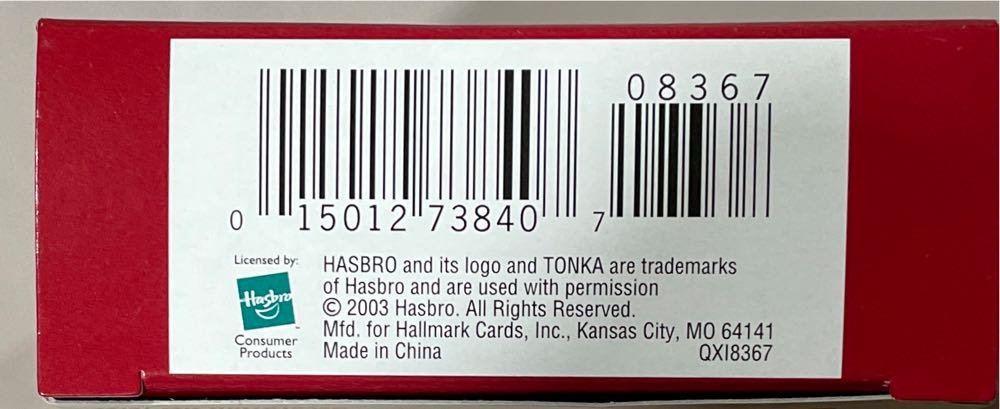 08367
0 15012 73840 7
Licensed by:
Hasbro
™
Consumer
Products
HASBRO and its logo and TONKA are trademarks
of Hasbro and are used with permission
© 2003 Hasbro. All Rights Reserved.
Mfd. for Hallmark Cards, Inc., Kansas City, MO 64141
Made in China
QXI8367